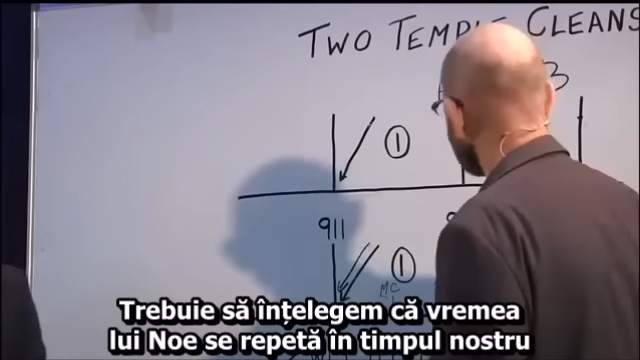 TWO TEMPLE CLEANS
3
1
911
1
MC
Trebuie să înțelegem că vremea
lui Noe se repetă în timpul nostru